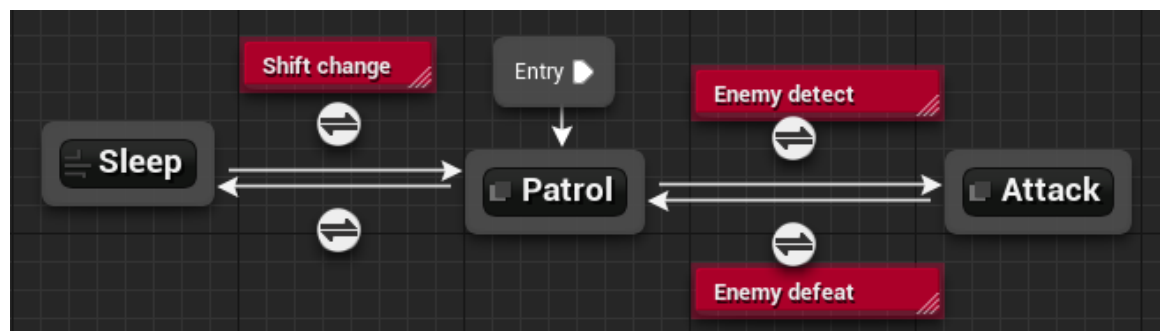 Shift change
Entry
Enemy detect
Sleep
Patrol
Attack
Enemy defeat